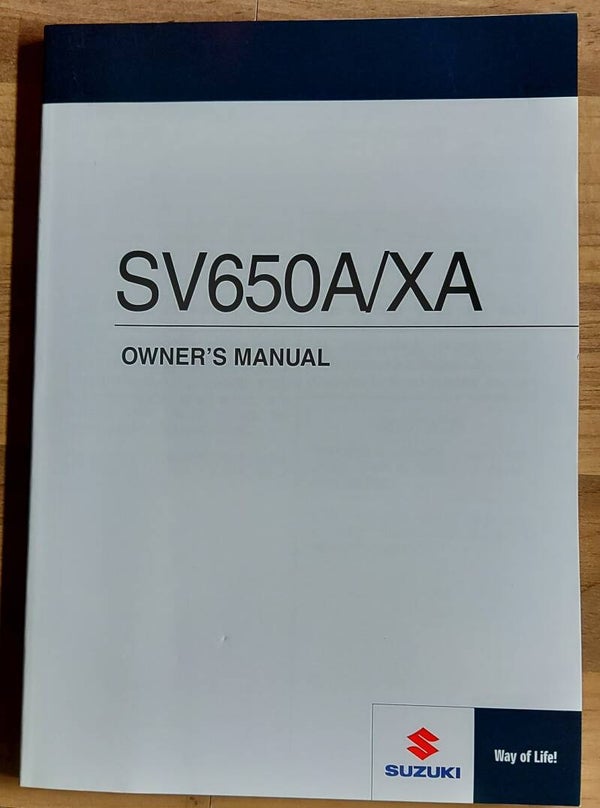 SV650A/XA
OWNER'S MANUAL
SUZUKI
Way of Life!